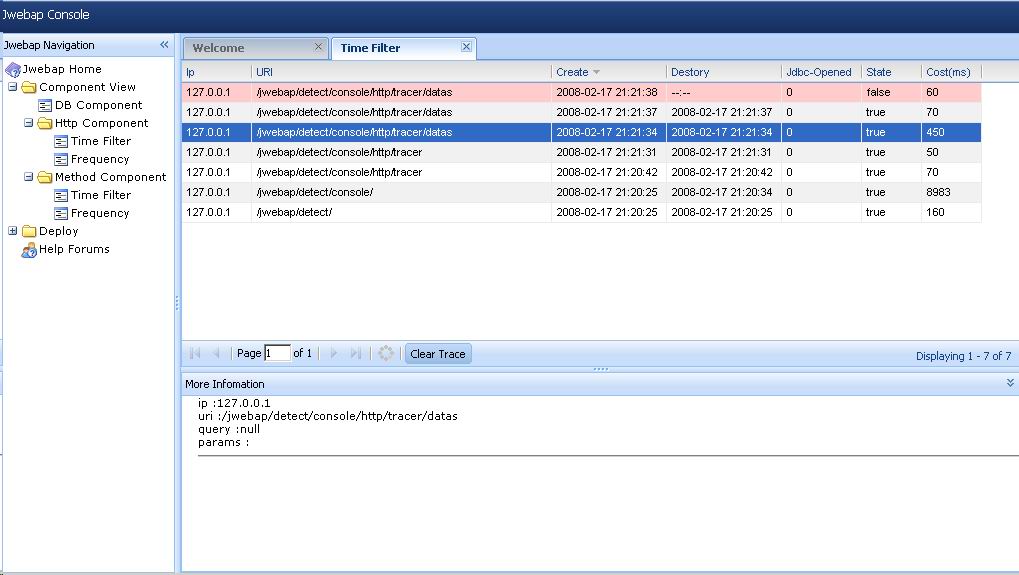 Jwebap Console
Jwebap Navigation
Jwebap Home
Component View
DB Component
Http Component
Time Filter
Frequency
Method Component
Time Filter
Frequency
Deploy
Help Forums
Welcome Time Filter
Ip URI Create Destory Jdbc-Opened State Cost(ms)
127.0.0.1 /jwebap/detect/console/http/tracer/datas 2008-02-17 21:21:38 --:-- 0 false 60
127.0.0.1 /jwebap/detect/console/http/tracer/datas 2008-02-17 21:21:37 2008-02-17 21:21:37 0 true 70
127.0.0.1 /jwebap/detect/console/http/tracer/datas 2008-02-17 21:21:34 2008-02-17 21:21:34 0 true 450
127.0.0.1 /jwebap/detect/console/http/tracer 2008-02-17 21:21:31 2008-02-17 21:21:31 0 true 50
127.0.0.1 /jwebap/detect/console/http/tracer 2008-02-17 21:20:42 2008-02-17 21:20:42 0 true 70
127.0.0.1 /jwebap/detect/console/ 2008-02-17 21:20:25 2008-02-17 21:20:34 0 true 8983
127.0.0.1 /jwebap/detect/ 2008-02-17 21:20:25 2008-02-17 21:20:25 0 true 160
Page 1 of 1 Clear Trace Displaying 1 - 7 of 7
More Infomation
ip :127.0.0.1
uri :/jwebap/detect/console/http/tracer/datas
query :null
params :